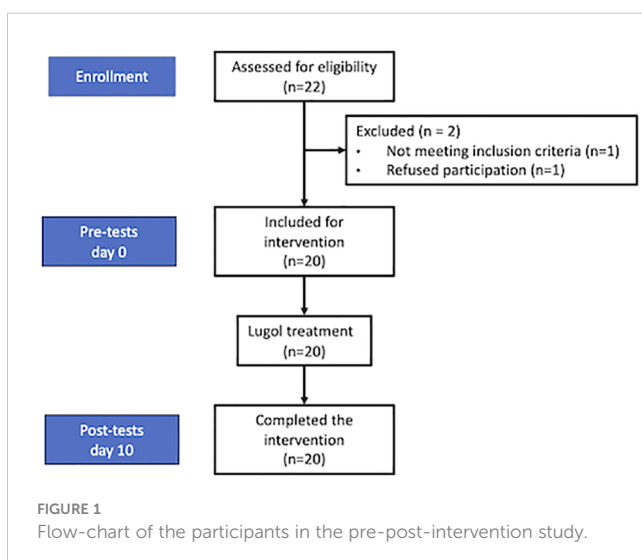 Enrollment
Assessed for eligibility
(n=22)
Excluded (n = 2)
• Not meeting inclusion criteria (n=1)
• Refused participation (n=1)
Pre-tests
day 0
Included for
intervention
(n=20)
Lugol treatment
(n=20)
Post-tests
day 10
Completed the
intervention
(n=20)
FIGURE 1
Flow-chart of the participants in the pre-post-intervention study.